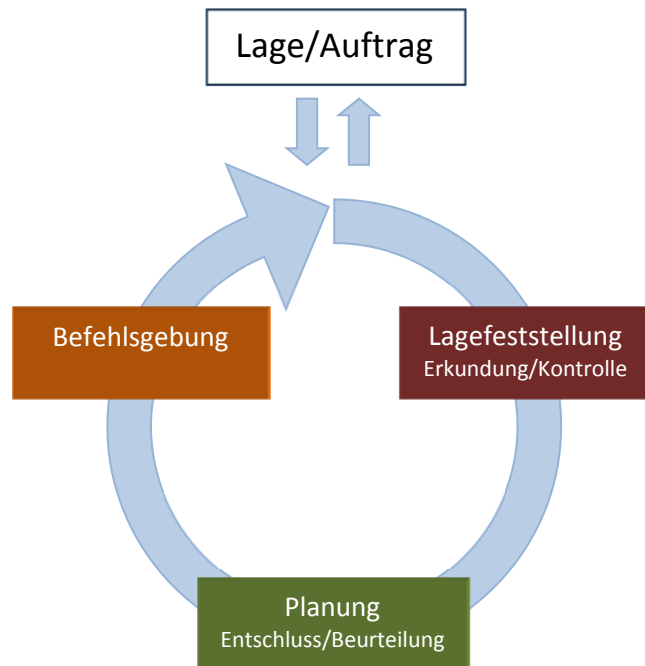 Lage/Auftrag
Befehlsgebung
Lagefeststellung
Erkundung/Kontrolle
Planung
Entschluss/Beurteilung